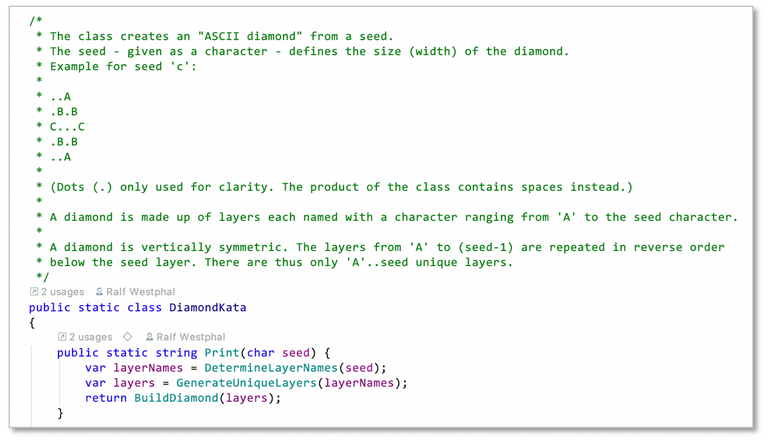 /*
* The class creates an "ASCII diamond" from a seed.
* The seed - given as a character - defines the size (width) of the diamond.
* Example for seed 'c':
*
* ..A
* .B.B
* C...C
* .B.B
* ..A
*
* (Dots (.) only used for clarity. The product of the class contains spaces instead.)
*
* A diamond is made up of layers each named with a character ranging from 'A' to the seed character.
*
* A diamond is vertically symmetric. The layers from 'A' to (seed-1) are repeated in reverse order
* below the seed layer. There are thus only 'A'..seed unique layers.
*/
2 usages Ralf Westphal
public static class DiamondKata
{
2 usages Ralf Westphal
public static string Print(char seed) {
var layerNames = DetermineLayerNames(seed);
var layers = GenerateUniqueLayers(layerNames);
return BuildDiamond(layers);
}